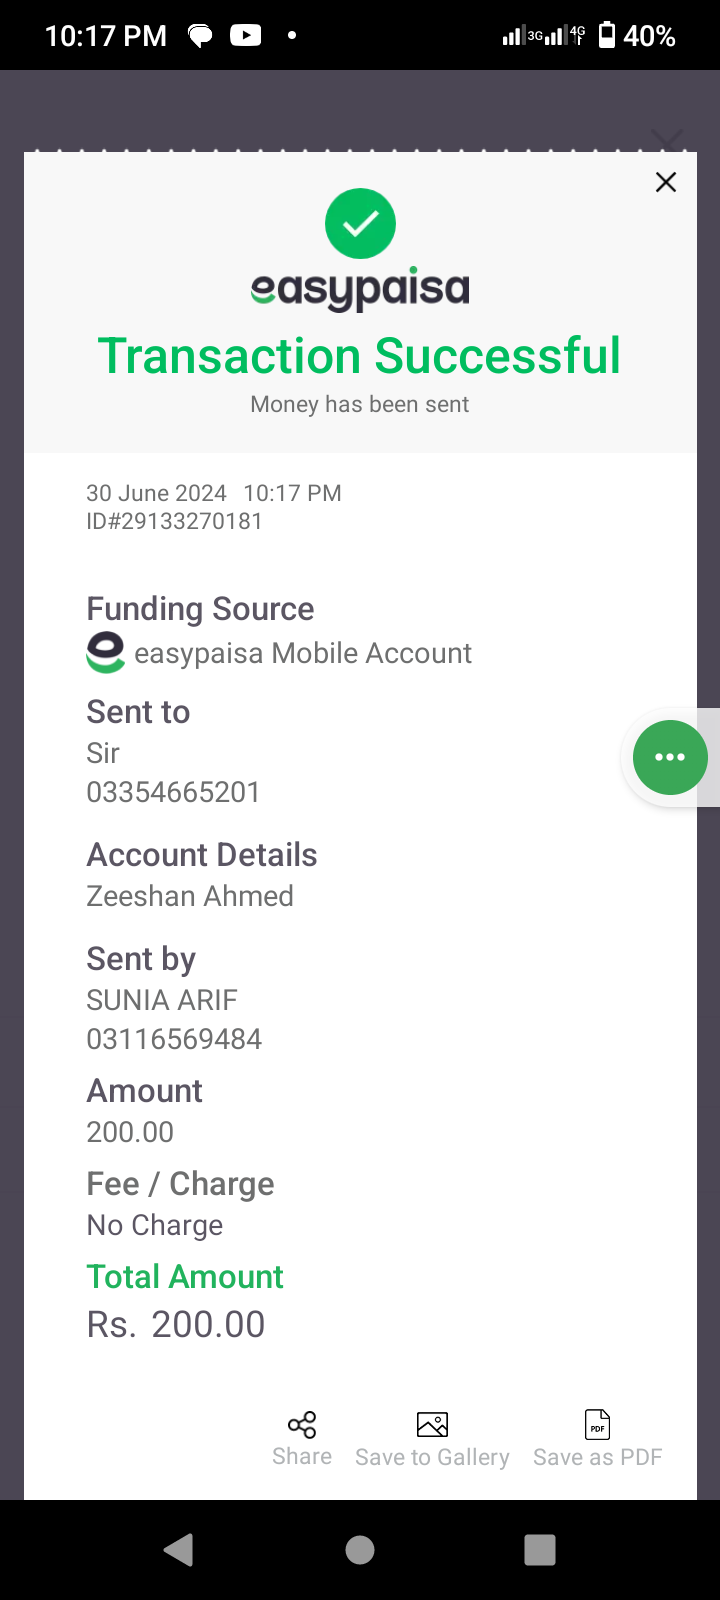 10:17 PM 3G 4G 40%
easypaisa
Transaction Successful
Money has been sent
30 June 2024 10:17 PM
ID#29133270181
Funding Source
easypaisa Mobile Account
Sent to
Sir
03354665201
Account Details
Zeeshan Ahmed
Sent by
SUNIA ARIF
03116569484
Amount
200.00
Fee / Charge
No Charge
Total Amount
Rs. 200.00
PDF
Share Save to Gallery Save as PDF